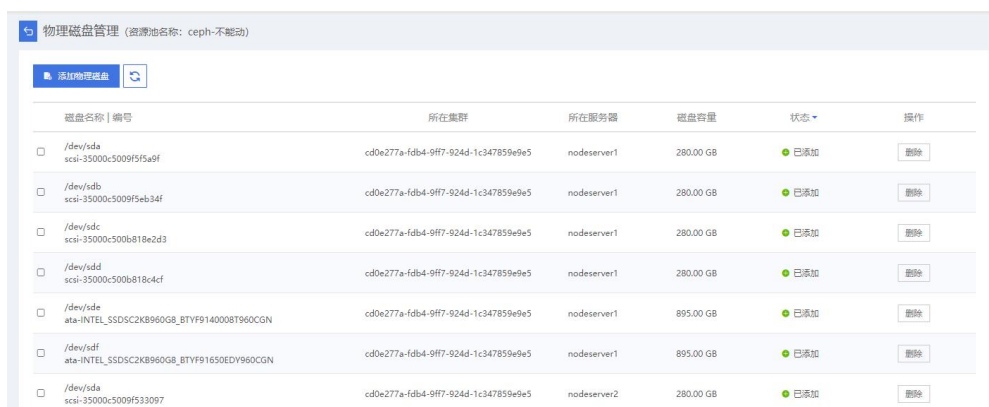 物理磁盘管理 (资源池名称: ceph-不能动)
添加物理磁盘
磁盘名称 | 编号 所在集群 所在服务器 磁盘容量 状态 操作
/dev/sda
scsi-35000c5009f5f5a9f cd0e277a-fdb4-9ff7-924d-1c347859e9e5 nodeserver1 280.00 GB 已添加 删除
/dev/sdb
scsi-35000c5009f5eb34f cd0e277a-fdb4-9ff7-924d-1c347859e9e5 nodeserver1 280.00 GB 已添加 删除
/dev/sdc
scsi-35000c500b818e2d3 cd0e277a-fdb4-9ff7-924d-1c347859e9e5 nodeserver1 280.00 GB 已添加 删除
/dev/sdd
scsi-35000c500b818c4cf cd0e277a-fdb4-9ff7-924d-1c347859e9e5 nodeserver1 280.00 GB 已添加 删除
/dev/sde
ata-INTEL_SSDSC2KB960G8_BTYF9140008T960CGN cd0e277a-fdb4-9ff7-924d-1c347859e9e5 nodeserver1 895.00 GB 已添加 删除
/dev/sdf
ata-INTEL_SSDSC2KB960G8_BTYF91650EDY960CGN cd0e277a-fdb4-9ff7-924d-1c347859e9e5 nodeserver1 895.00 GB 已添加 删除
/dev/sda
scsi-35000c5009f533097 cd0e277a-fdb4-9ff7-924d-1c347859e9e5 nodeserver2 280.00 GB 已添加 删除